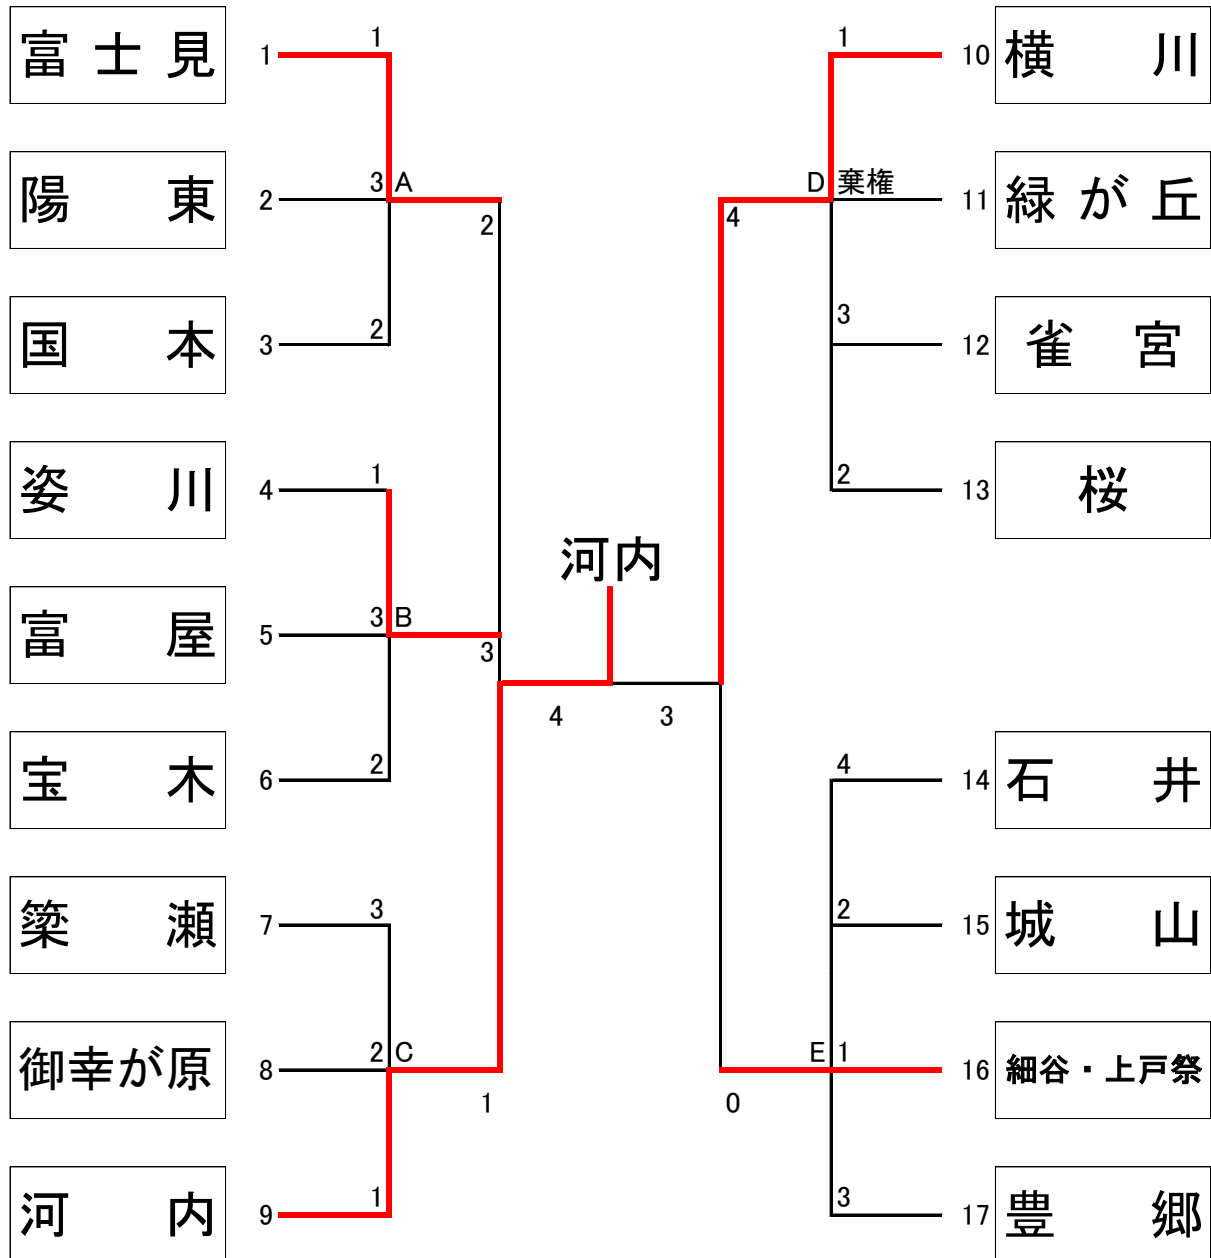 富士見 1 1
陽東 2 3 A
2
国本 3 2
姿川 4 1
富屋 5 3 B
3
宝木 6 2
簗瀬 7 3
御幸が原 8 2 C
1
河内 9 1
河内
4 3
1 10 横川
D 棄権 11 緑が丘
4
3 12 雀宮
2 13 桜
4 14 石井
2 15 城山
E 1 16 細谷・上戸祭
0
3 17 豊郷